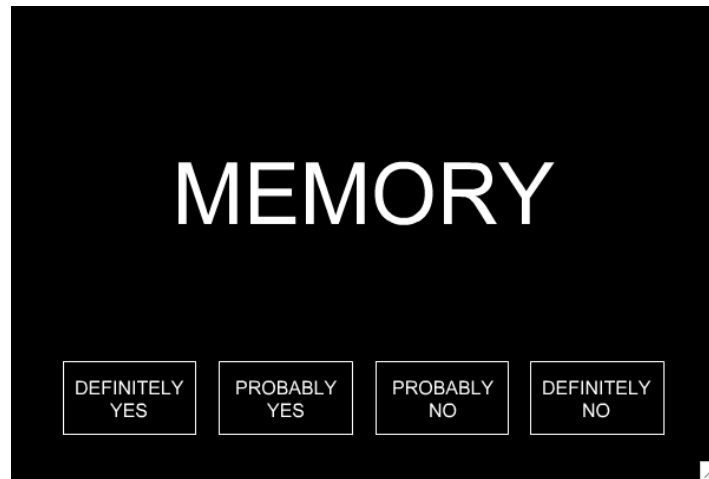 MEMORY
DEFINITELY
YES
PROBABLY
YES
PROBABLY
NO
DEFINITELY
NO